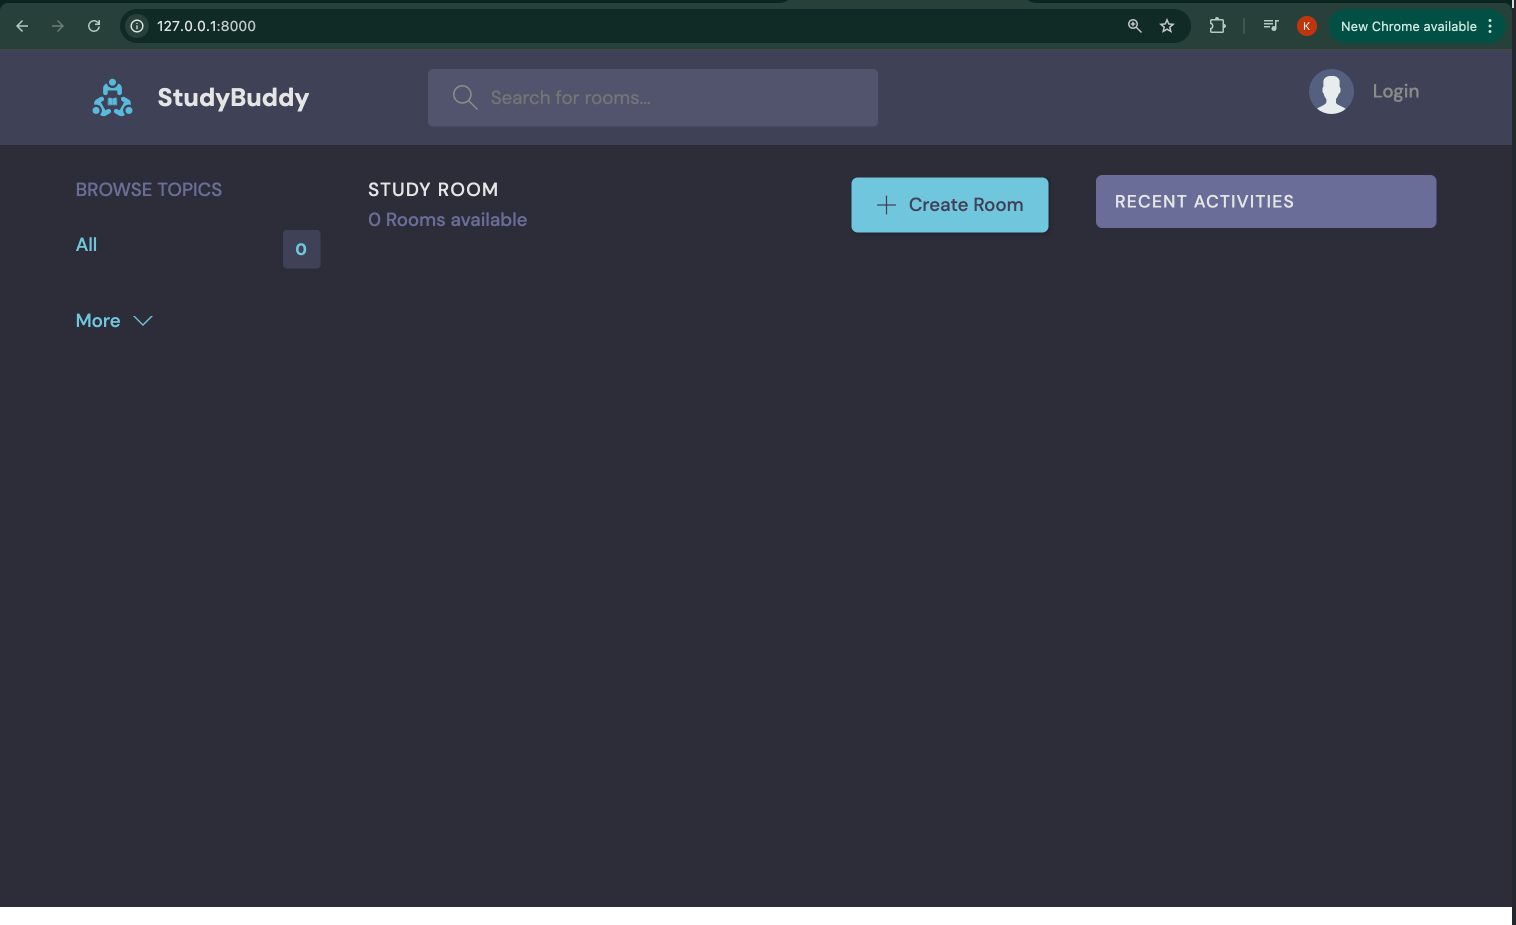 127.0.0.1:8000
K
New Chrome available
StudyBuddy
Search for rooms...
Login
BROWSE TOPICS
All
0
More
STUDY ROOM
0 Rooms available
Create Room
RECENT ACTIVITIES